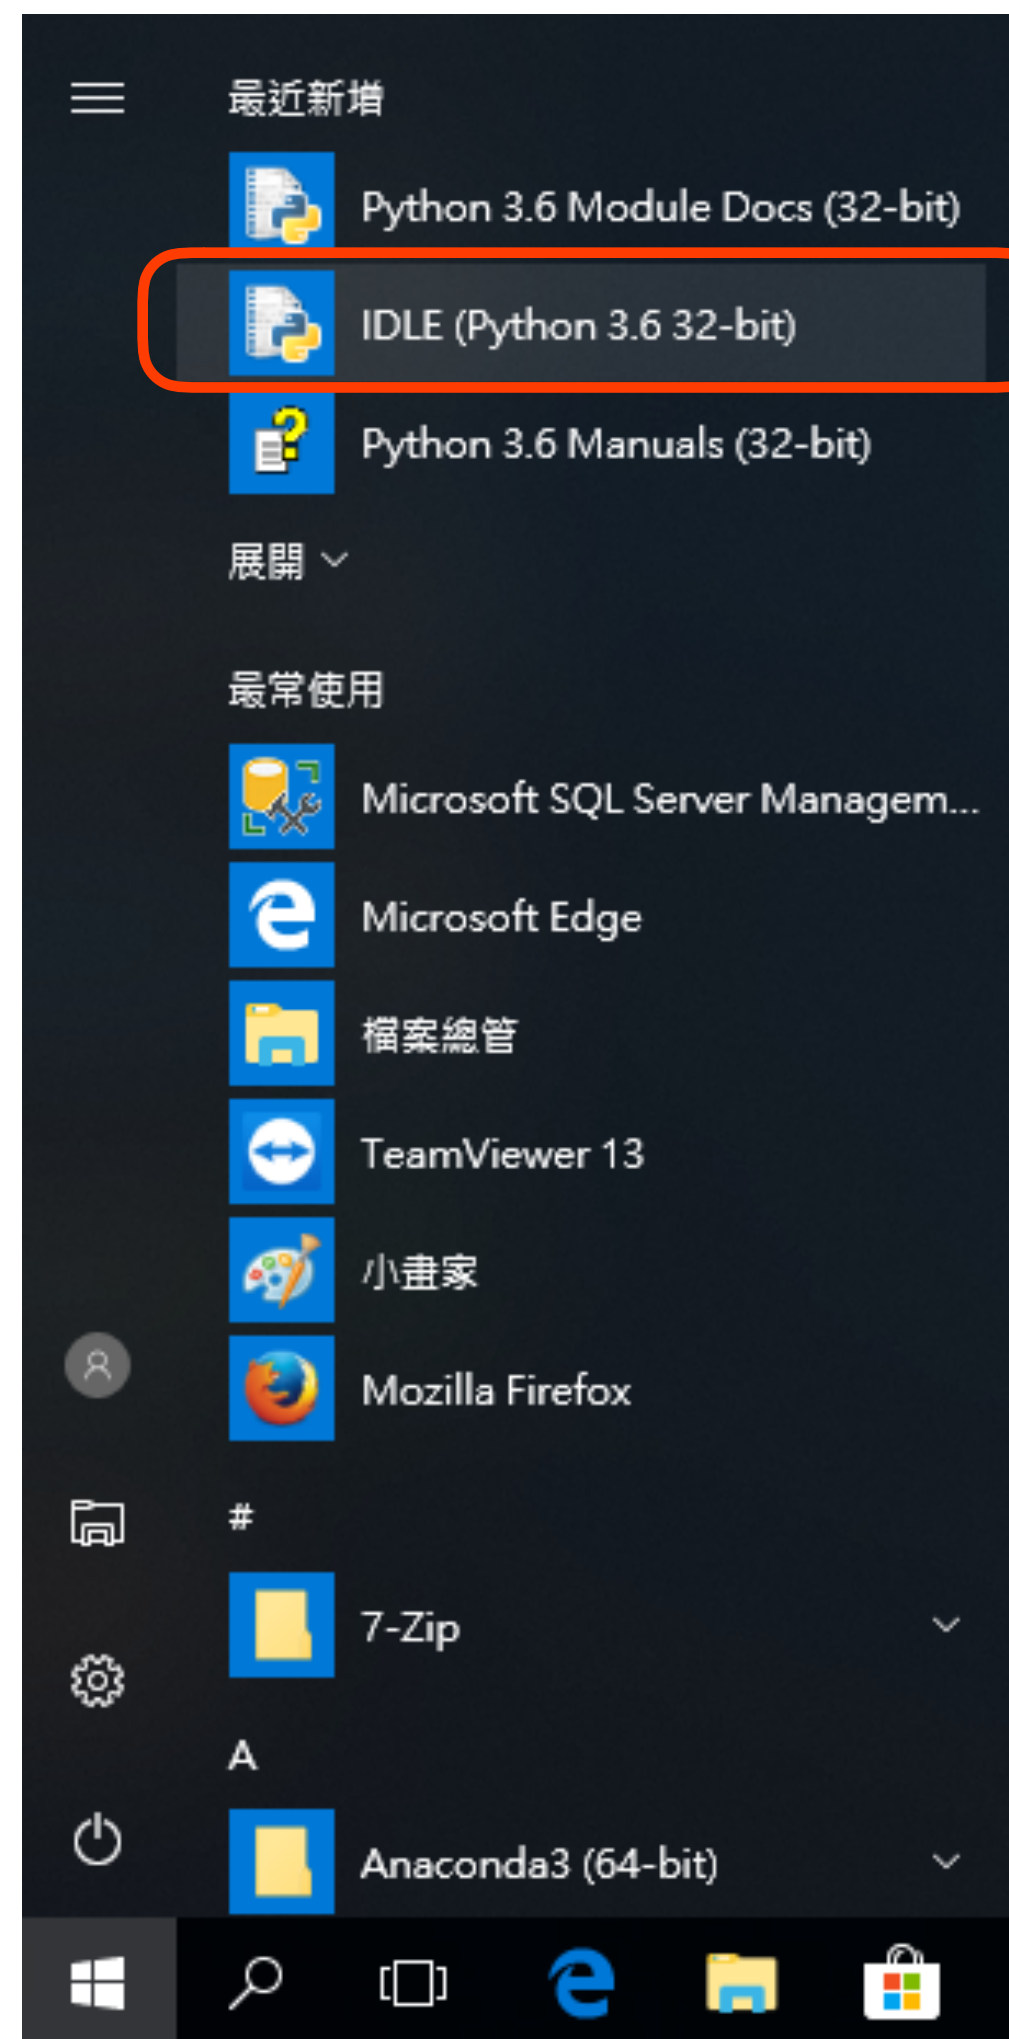 最近新增
Python 3.6 Module Docs (32-bit)
IDLE (Python 3.6 32-bit)
Python 3.6 Manuals (32-bit)
展開
最常使用
Microsoft SQL Server Managem...
Microsoft Edge
檔案總管
TeamViewer 13
小畫家
Mozilla Firefox
#
7-Zip
A
Anaconda3 (64-bit)